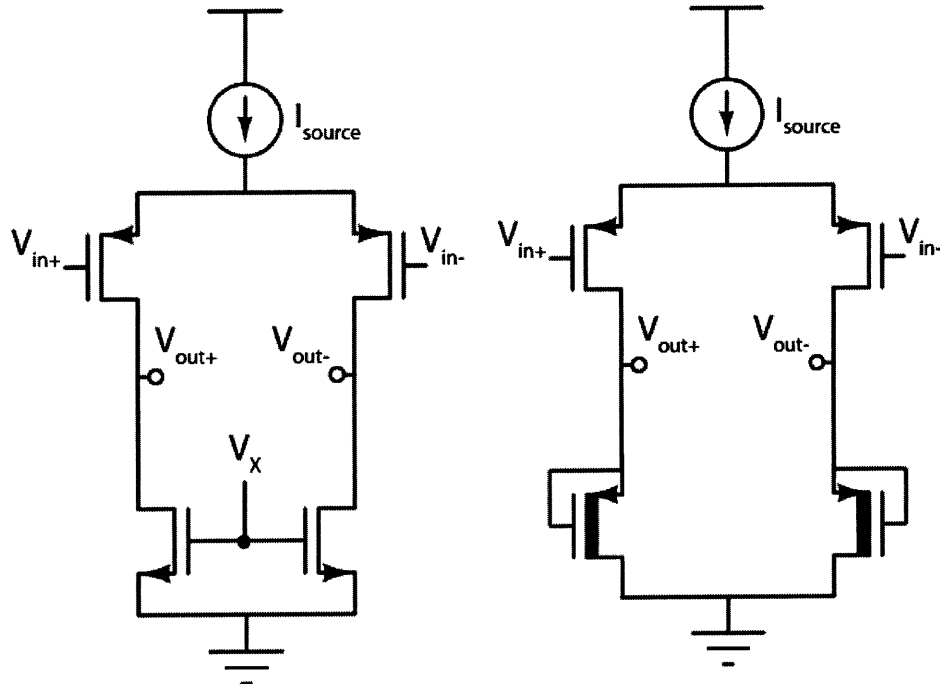 I_source
V_in+
V_in-
V_out+
V_out-
V_X
I_source
V_in+
V_in-
V_out+
V_out-